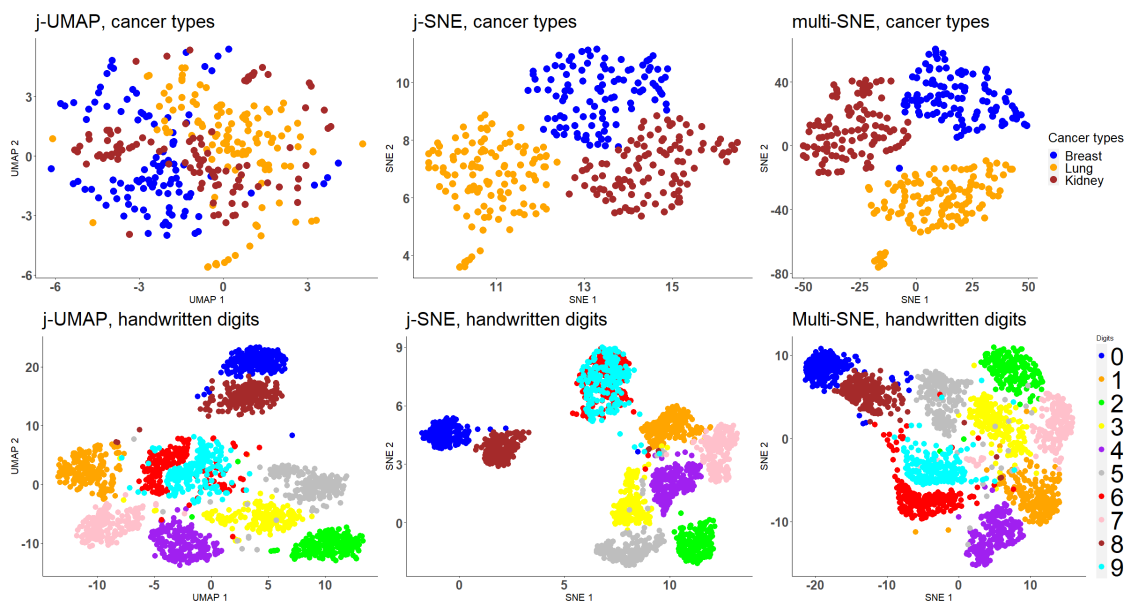 j-UMAP, cancer types
j-SNE, cancer types
multi-SNE, cancer types
3
0
-3
-6
UMAP 2
-6
-3
0
3
UMAP 1
10
8
6
4
SNE 2
11
13
15
SNE 1
40
0
-40
-80
SNE 2
-50
-25
0
25
50
SNE 1
Cancer types
Breast
Lung
Kidney
j-UMAP, handwritten digits
j-SNE, handwritten digits
Multi-SNE, handwritten digits
20
10
0
-10
UMAP 2
-10
-5
0
5
10
UMAP 1
9
6
3
0
SNE 2
0
5
10
SNE 1
10
0
-10
SNE 2
-20
-10
0
10
SNE 1
Digits
0
1
2
3
4
5
6
7
8
9